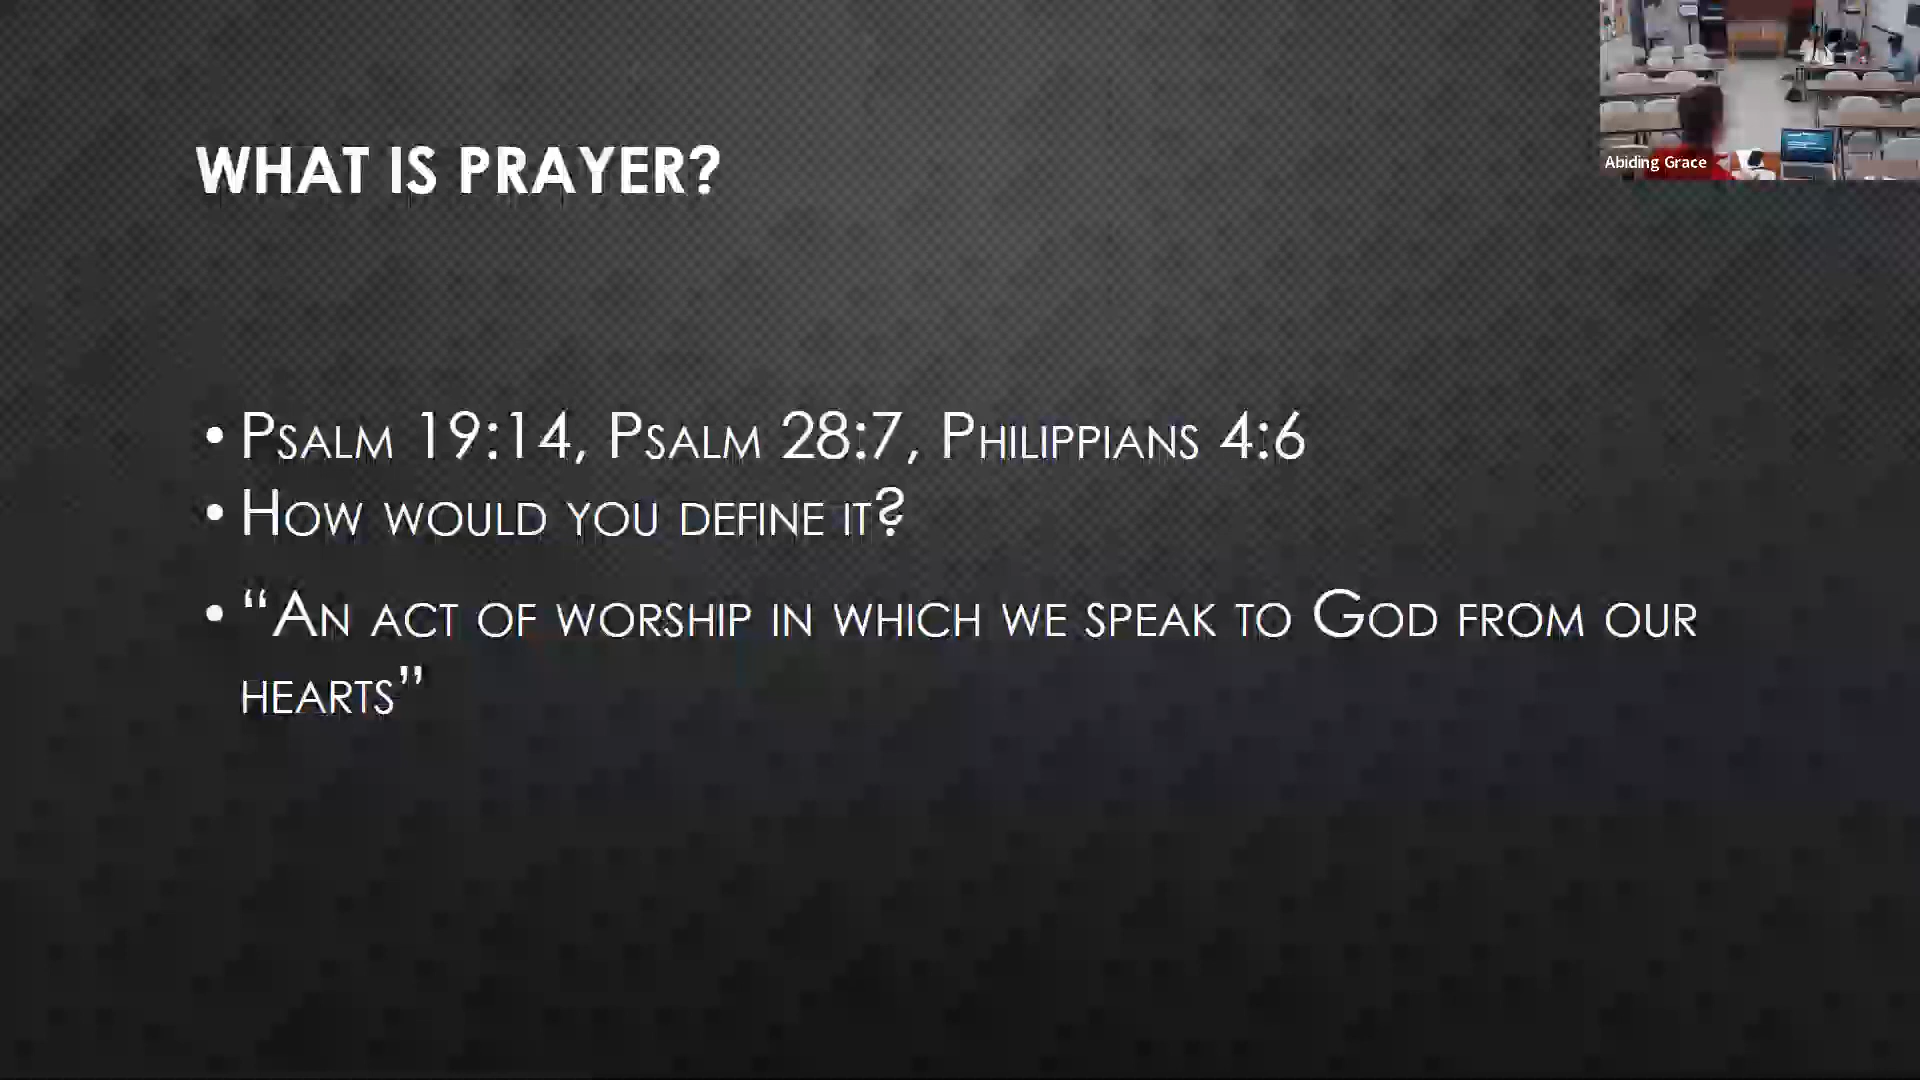 WHAT IS PRAYER?
• PSALM 19:14, PSALM 28:7, PHILIPPIANS 4:6
• HOW WOULD YOU DEFINE IT?
• “AN ACT OF WORSHIP IN WHICH WE SPEAK TO GOD FROM OUR
HEARTS”
Abiding Grace